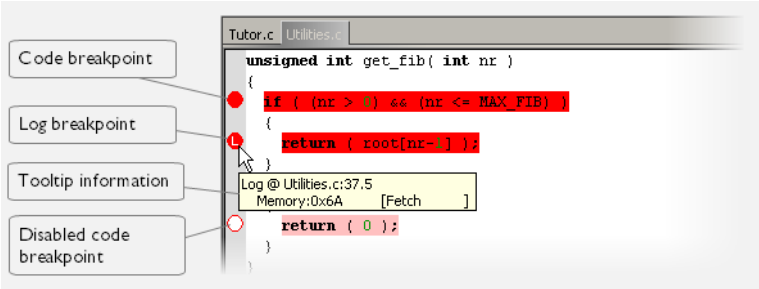 Tutor.c Utilities.c
Code breakpoint
unsigned int get_fib( int nr )
{
if ( (nr > 0) && (nr <= MAX_FIB) )
{
Log breakpoint
L
return ( root[nr-1] );
}
Tooltip information
Log @ Utilities.c:37.5
Memory:0x6A [Fetch ]
Disabled code
breakpoint
return ( 0 );
}
}